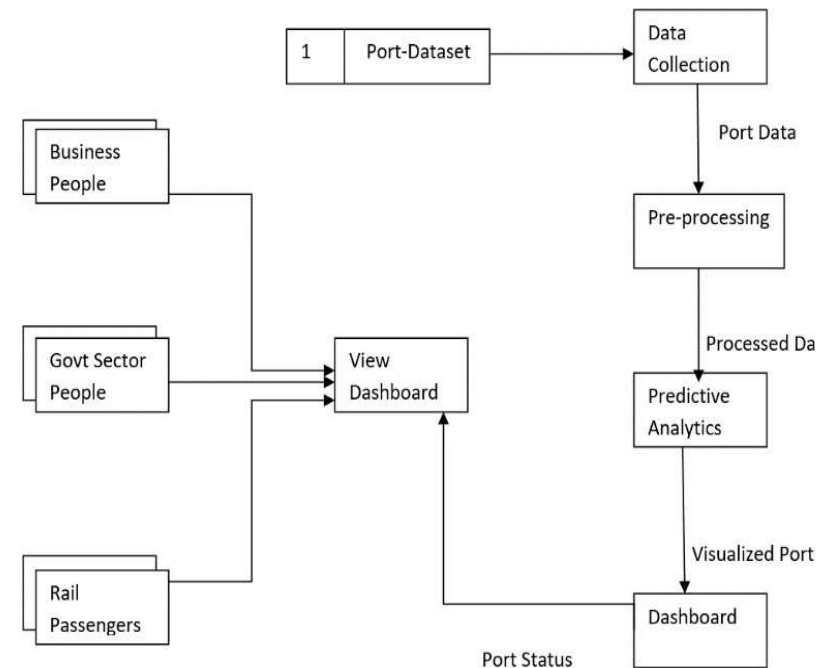 1 Port-Dataset
Data
Collection
Port Data
Business
People
Pre-processing
Processed Da
Govt Sector
People
View
Dashboard
Predictive
Analytics
Visualized Port
Rail
Passengers
Dashboard
Port Status